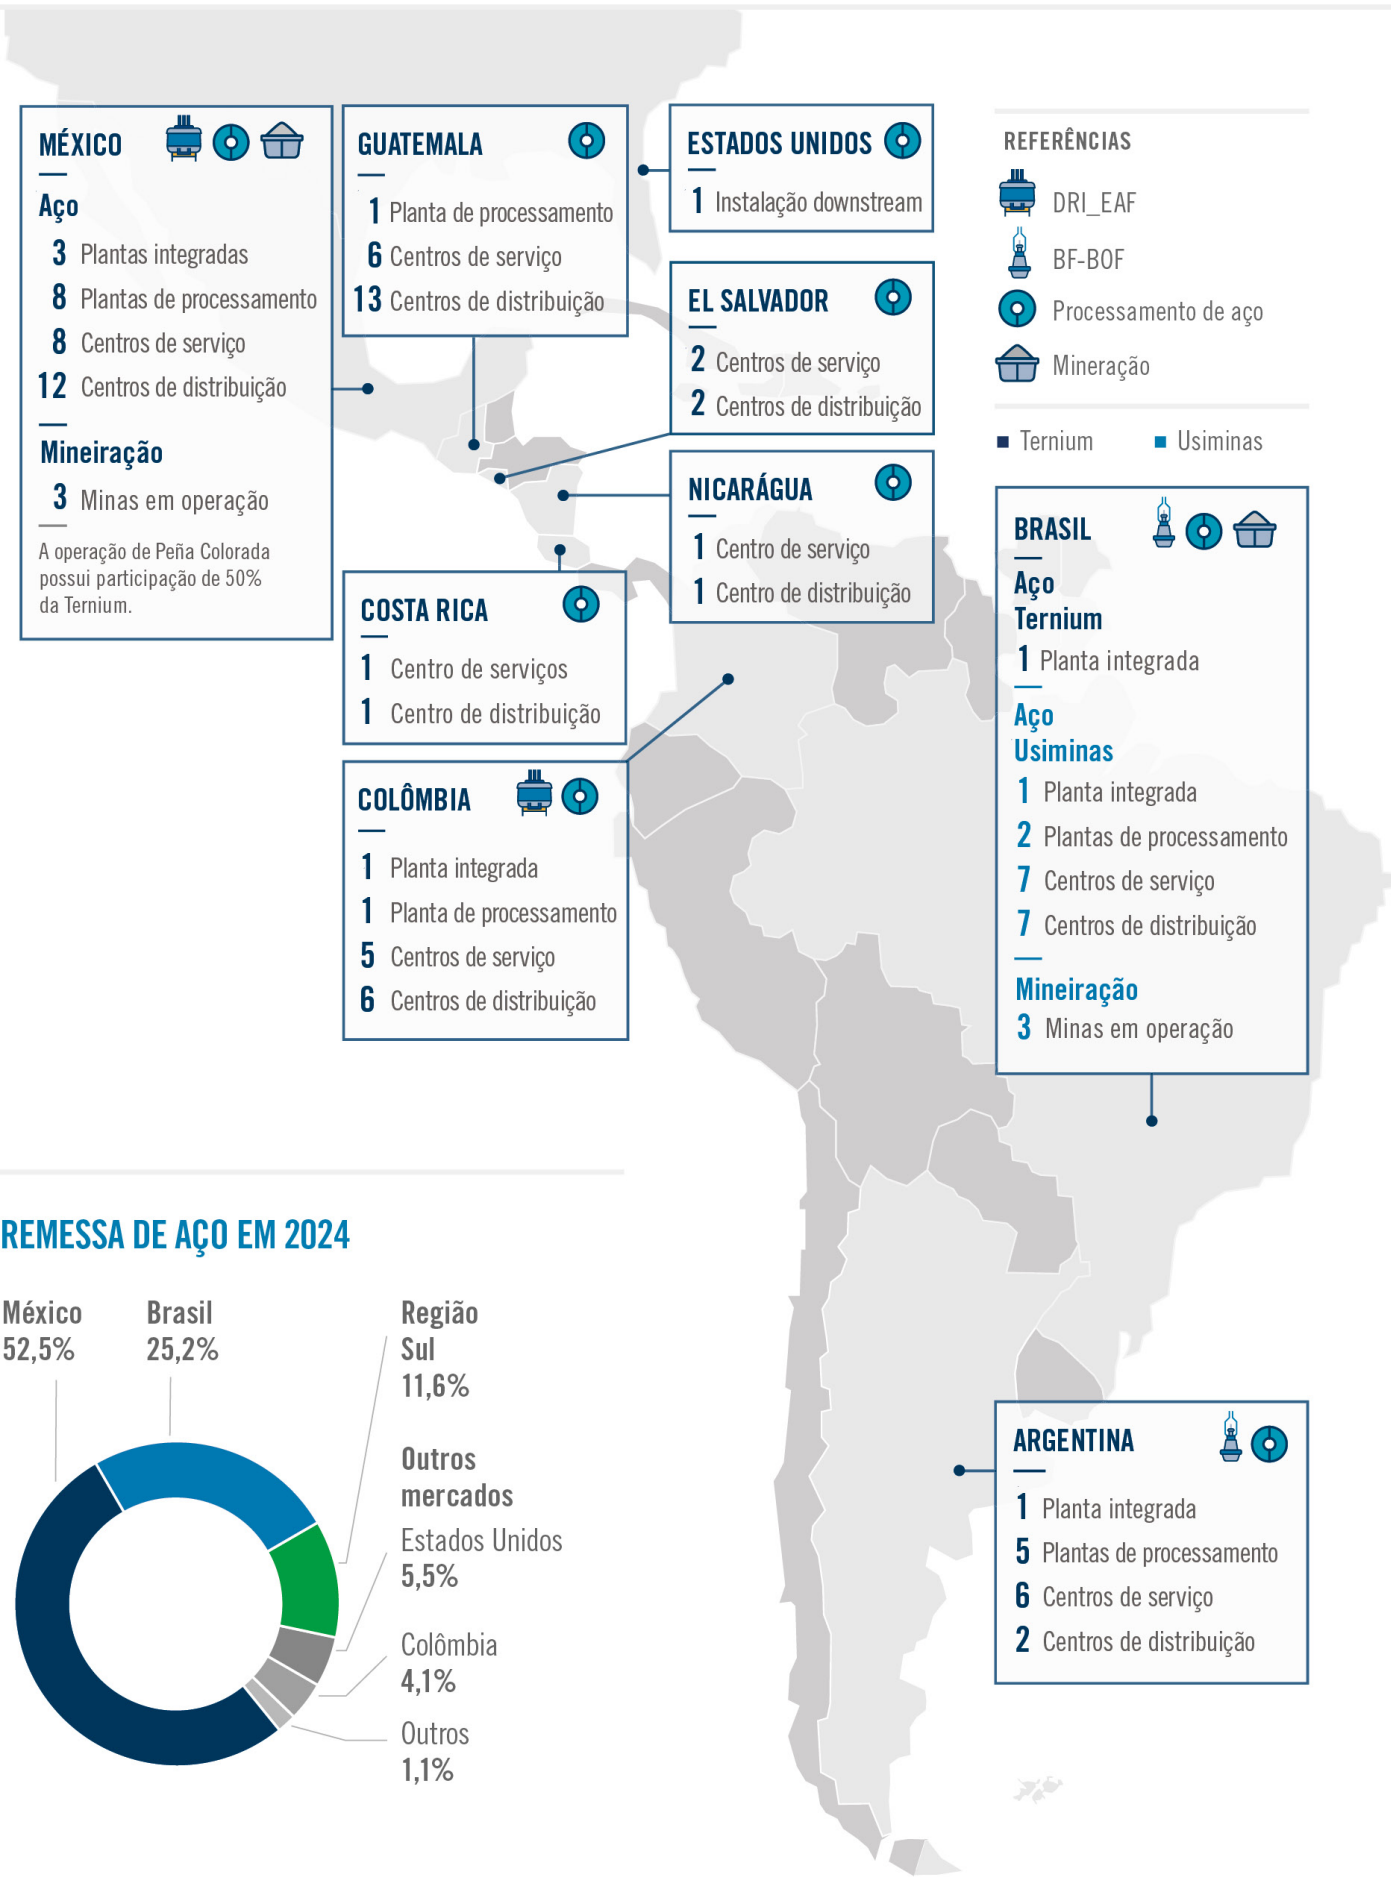 MÉXICO
Aço
3 Plantas integradas
8 Plantas de processamento
8 Centros de serviço
12 Centros de distribuição
Mineiração
3 Minas em operação
A operação de Peña Colorada
possui participação de 50%
da Ternium.
GUATEMALA
1 Planta de processamento
6 Centros de serviço
13 Centros de distribuição
ESTADOS UNIDOS
1 Instalação downstream
EL SALVADOR
2 Centros de serviço
2 Centros de distribuição
NICARÁGUA
1 Centro de serviço
1 Centro de distribuição
COSTA RICA
1 Centro de serviços
1 Centro de distribuição
COLÔMBIA
1 Planta integrada
1 Planta de processamento
5 Centros de serviço
6 Centros de distribuição
REFERÊNCIAS
DRI_EAF
BF-BOF
Processamento de aço
Mineração
Ternium Usiminas
BRASIL
Aço
Ternium
1 Planta integrada
Aço
Usiminas
1 Planta integrada
2 Plantas de processamento
7 Centros de serviço
7 Centros de distribuição
Mineiração
3 Minas em operação
ARGENTINA
1 Planta integrada
5 Plantas de processamento
6 Centros de serviço
2 Centros de distribuição
REMESSA DE AÇO EM 2024
México
52,5%
Brasil
25,2%
Região
Sul
11,6%
Outros
mercados
Estados Unidos
5,5%
Colômbia
4,1%
Outros
1,1%